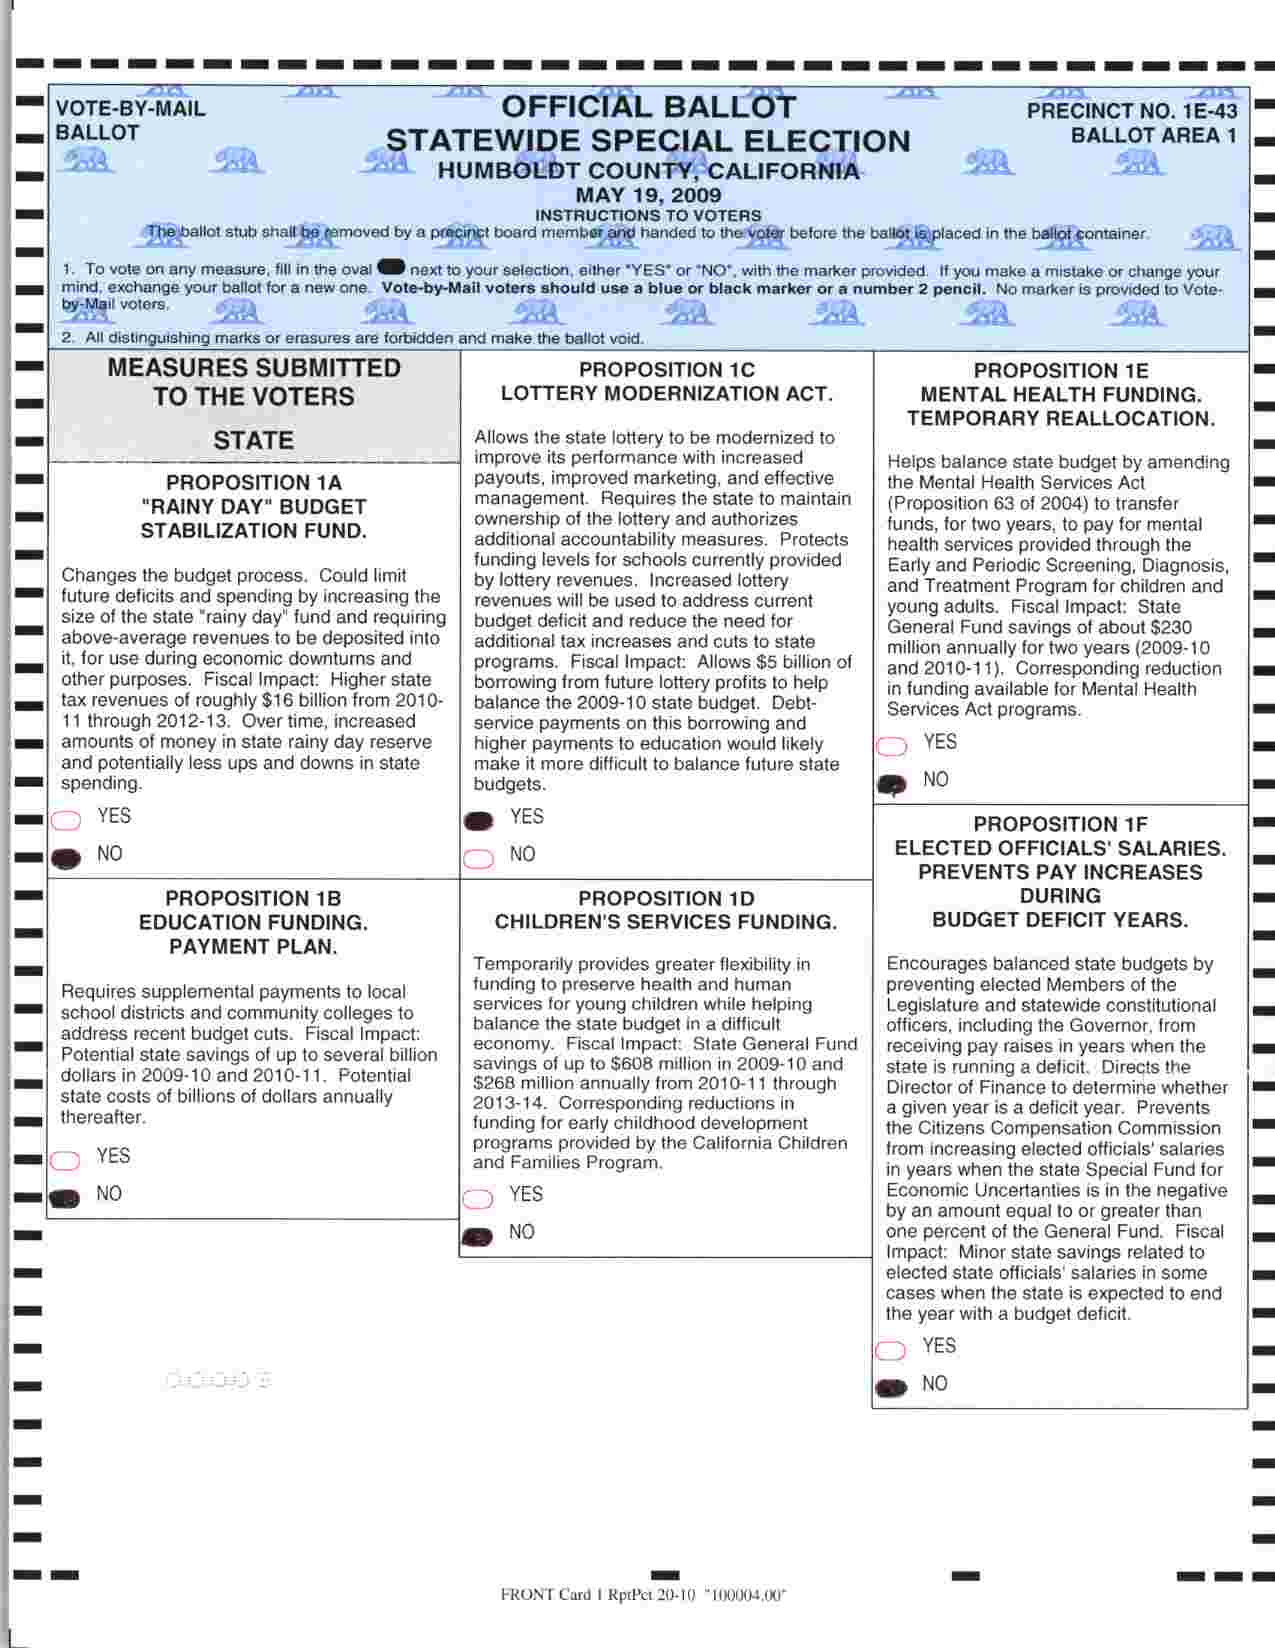 VOTE-BY-MAIL
BALLOT
OFFICIAL BALLOT
STATEWIDE SPECIAL ELECTION
HUMBOLDT COUNTY, CALIFORNIA
MAY 19, 2009
PRECINCT NO. 1E-43
BALLOT AREA 1
INSTRUCTIONS TO VOTERS
The ballot stub shall be removed by a precinct board member and handed to the voter before the ballot is placed in the ballot container.
1. To vote on any measure, fill in the oval next to your selection, either "YES" or "NO", with the marker provided. If you make a mistake or change your
mind, exchange your ballot for a new one. Vote-by-Mail voters should use a blue or black marker or a number 2 pencil. No marker is provided to Vote-
by-Mail voters.
2. All distinguishing marks or erasures are forbidden and make the ballot void.
MEASURES SUBMITTED
TO THE VOTERS
STATE
PROPOSITION 1A
"RAINY DAY" BUDGET
STABILIZATION FUND.
Changes the budget process. Could limit
future deficits and spending by increasing the
size of the state "rainy day" fund and requiring
above-average revenues to be deposited into
it, for use during economic downturns and
other purposes. Fiscal Impact: Higher state
tax revenues of roughly $16 billion from 2010-
11 through 2012-13. Over time, increased
amounts of money in state rainy day reserve
and potentially less ups and downs in state
spending.
YES
NO
PROPOSITION 1B
EDUCATION FUNDING.
PAYMENT PLAN.
Requires supplemental payments to local
school districts and community colleges to
address recent budget cuts. Fiscal Impact:
Potential state savings of up to several billion
dollars in 2009-10 and 2010-11. Potential
state costs of billions of dollars annually
thereafter.
YES
NO
PROPOSITION 1C
LOTTERY MODERNIZATION ACT.
Allows the state lottery to be modernized to
improve its performance with increased
payouts, improved marketing, and effective
management. Requires the state to maintain
ownership of the lottery and authorizes
additional accountability measures. Protects
funding levels for schools currently provided
by lottery revenues. Increased lottery
revenues will be used to address current
budget deficit and reduce the need for
additional tax increases and cuts to state
programs. Fiscal Impact: Allows $5 billion of
borrowing from future lottery profits to help
balance the 2009-10 state budget. Debt-
service payments on this borrowing and
higher payments to education would likely
make it more difficult to balance future state
budgets.
YES
NO
PROPOSITION 1D
CHILDREN'S SERVICES FUNDING.
Temporarily provides greater flexibility in
funding to preserve health and human
services for young children while helping
balance the state budget in a difficult
economy. Fiscal Impact: State General Fund
savings of up to $608 million in 2009-10 and
$268 million annually from 2010-11 through
2013-14. Corresponding reductions in
funding for early childhood development
programs provided by the California Children
and Families Program.
YES
NO
PROPOSITION 1E
MENTAL HEALTH FUNDING.
TEMPORARY REALLOCATION.
Helps balance state budget by amending
the Mental Health Services Act
(Proposition 63 of 2004) to transfer
funds, for two years, to pay for mental
health services provided through the
Early and Periodic Screening, Diagnosis,
and Treatment Program for children and
young adults. Fiscal Impact: State
General Fund savings of about $230
million annually for two years (2009-10
and 2010-11). Corresponding reduction
in funding available for Mental Health
Services Act programs.
YES
NO
PROPOSITION 1F
ELECTED OFFICIALS' SALARIES.
PREVENTS PAY INCREASES
DURING
BUDGET DEFICIT YEARS.
Encourages balanced state budgets by
preventing elected Members of the
Legislature and statewide constitutional
officers, including the Governor, from
receiving pay raises in years when the
state is running a deficit. Directs the
Director of Finance to determine whether
a given year is a deficit year. Prevents
the Citizens Compensation Commission
from increasing elected officials' salaries
in years when the state Special Fund for
Economic Uncertanties is in the negative
by an amount equal to or greater than
one percent of the General Fund. Fiscal
Impact: Minor state savings related to
elected state officials' salaries in some
cases when the state is expected to end
the year with a budget deficit.
YES
NO
FRONT Card 1 RptPct 20-10 "100004.00"